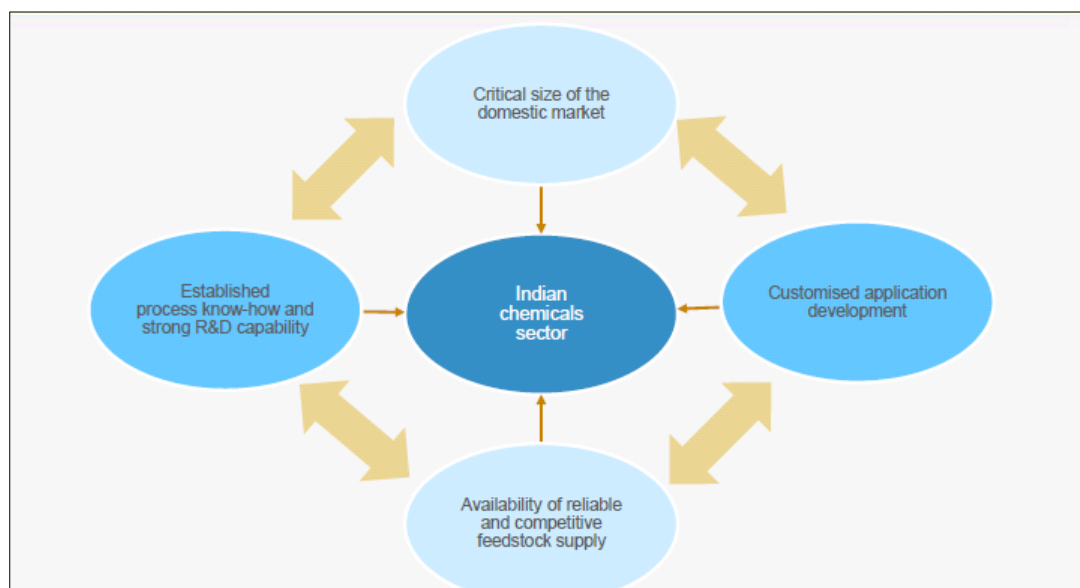 Critical size of the
domestic market
Established
process know-how and
strong R&D capability
Indian
chemicals
sector
Customised application
development
Availability of reliable
and competitive
feedstock supply